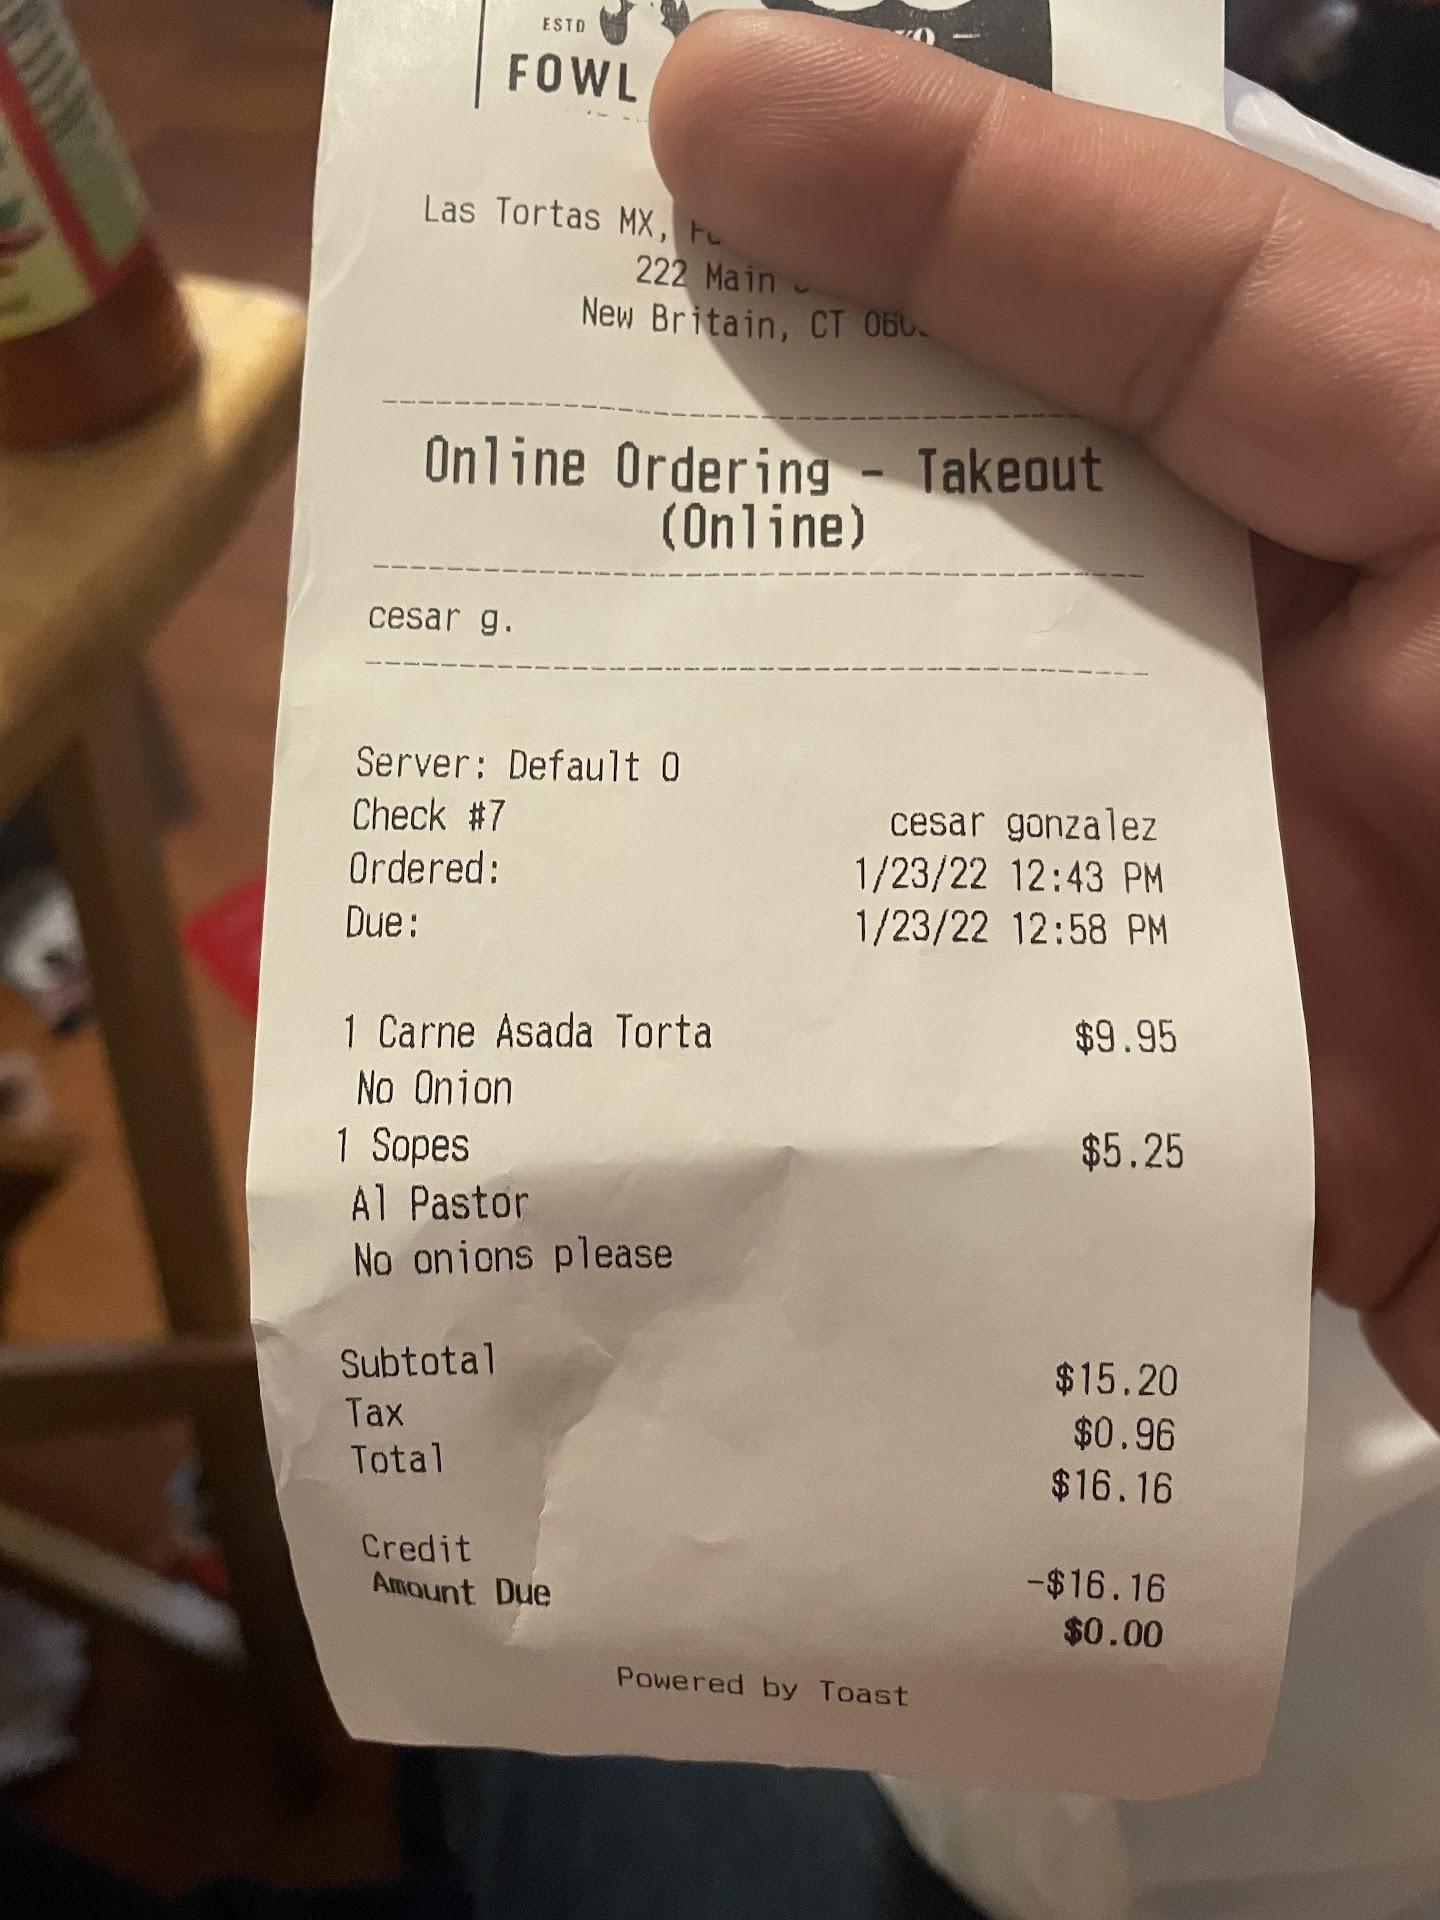 ESTD
FOWL
Las Tortas MX,
222 Main
New Britain, CT
Online Ordering - Takeout
(Online)
cesar g.
Server: Default O
Check #7
cesar gonzalez
Ordered: 1/23/22 12:43 PM
Due: 1/23/22 12:58 PM
1 Carne Asada Torta $9.95
No Onion
1 Sopes $5.25
Al Pastor
No onions please
Subtotal $15.20
Tax $0.96
Total $16.16
Credit -$16.16
Amount Due $0.00
Powered by Toast